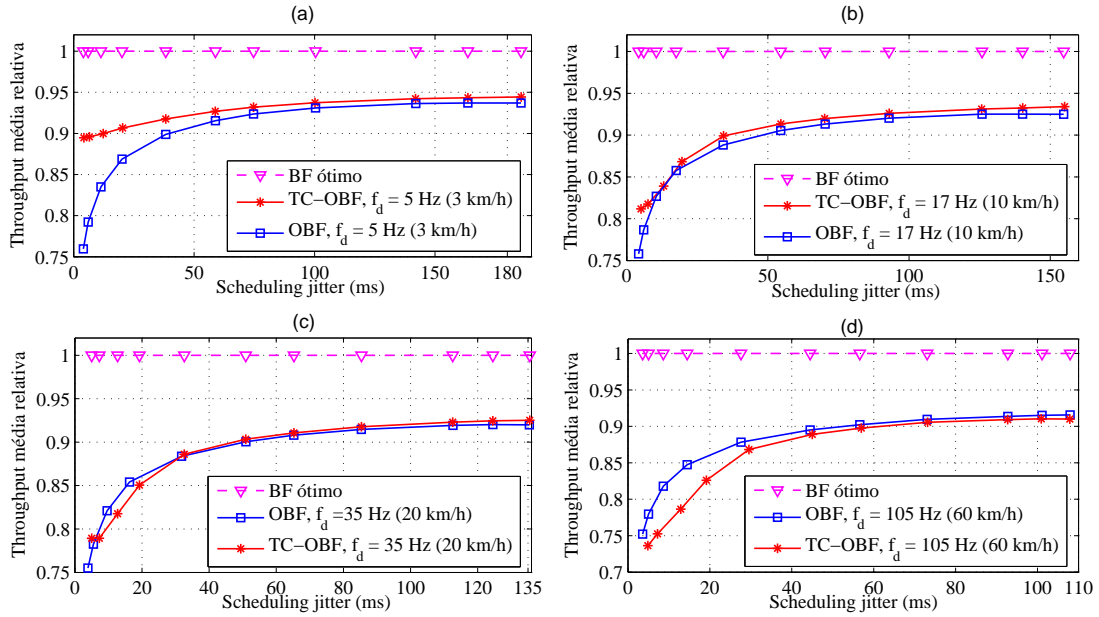 (a)
Throughput média relativa
1
0.95
0.9
0.85
0.8
0.75
0
50
100
150
180
Scheduling jitter (ms)
BF ótimo
TC−OBF, f_d = 5 Hz (3 km/h)
OBF, f_d = 5 Hz (3 km/h)
(b)
Throughput média relativa
1
0.95
0.9
0.85
0.8
0.75
0
50
100
150
Scheduling jitter (ms)
BF ótimo
TC−OBF, f_d = 17 Hz (10 km/h)
OBF, f_d = 17 Hz (10 km/h)
(c)
Throughput média relativa
1
0.95
0.9
0.85
0.8
0.75
0
20
40
60
80
100
120
135
Scheduling jitter (ms)
BF ótimo
OBF, f_d =35 Hz (20 km/h)
TC−OBF, f_d = 35 Hz (20 km/h)
(d)
Throughput média relativa
1
0.95
0.9
0.85
0.8
0.75
0.7
0
20
40
60
80
100
110
Scheduling jitter (ms)
BF ótimo
OBF, f_d = 105 Hz (60 km/h)
TC−OBF, f_d = 105 Hz (60 km/h)